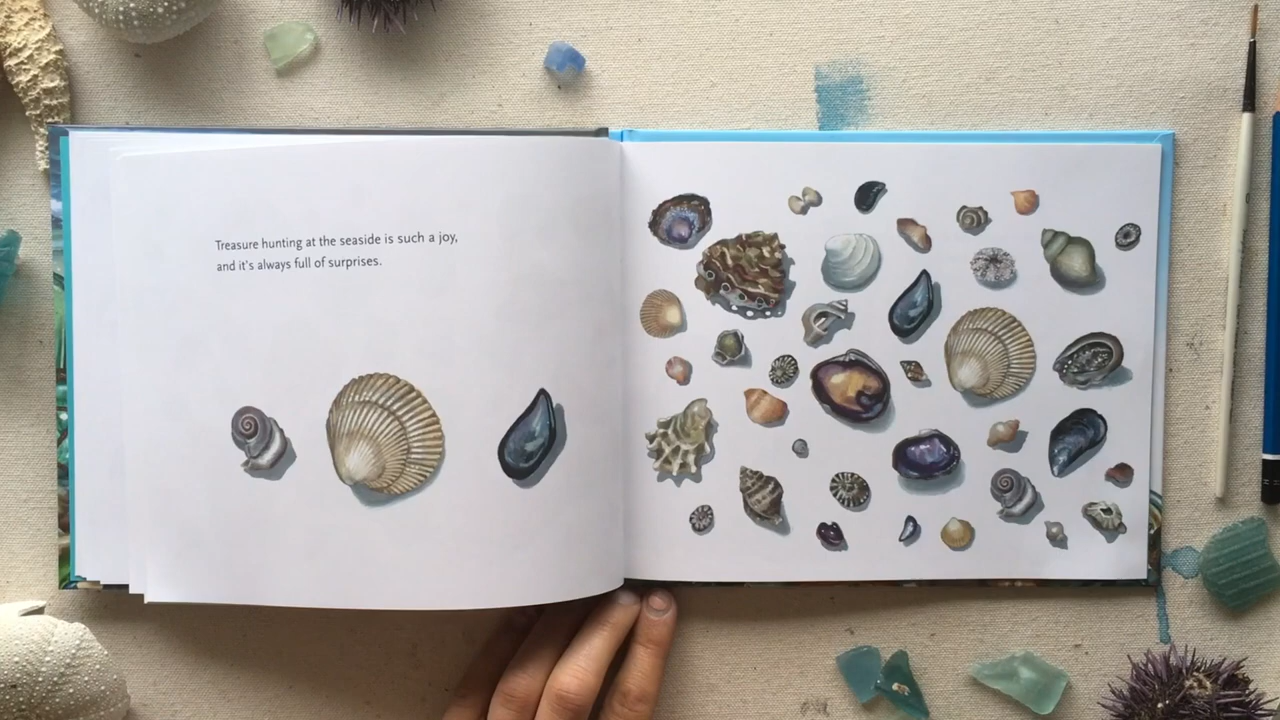 Treasure hunting at the seaside is such a joy,
and it's always full of surprises.